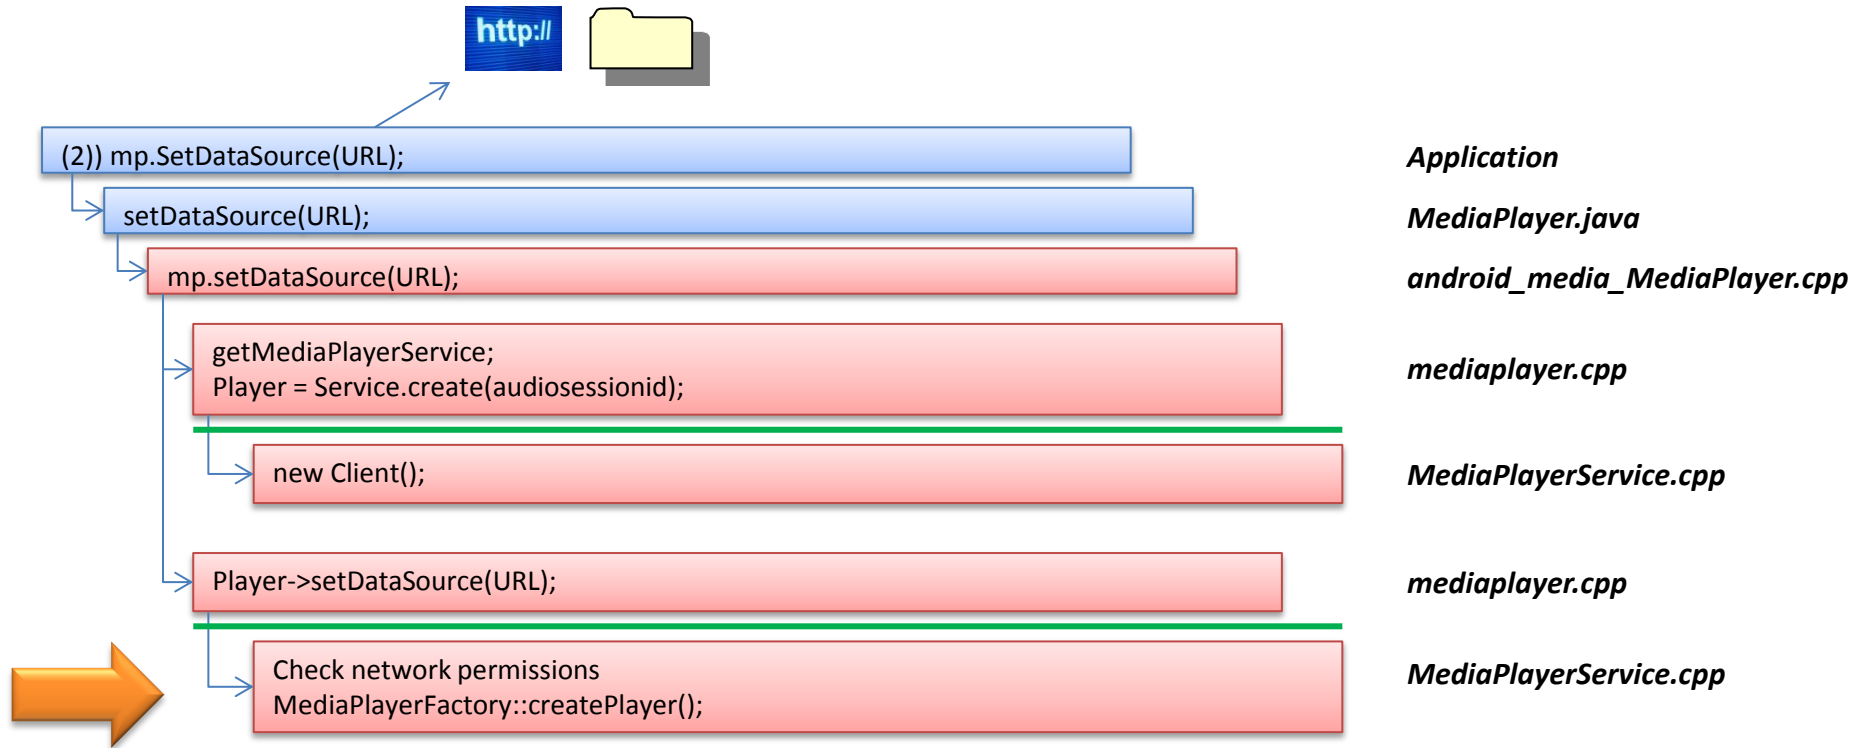 http://
(2)) mp.SetDataSource(URL);
Application
setDataSource(URL);
MediaPlayer.java
mp.setDataSource(URL);
android_media_MediaPlayer.cpp
getMediaPlayerService;
Player = Service.create(audiosessionid);
mediaplayer.cpp
new Client();
MediaPlayerService.cpp
Player->setDataSource(URL);
mediaplayer.cpp
Check network permissions
MediaPlayerFactory::createPlayer();
MediaPlayerService.cpp